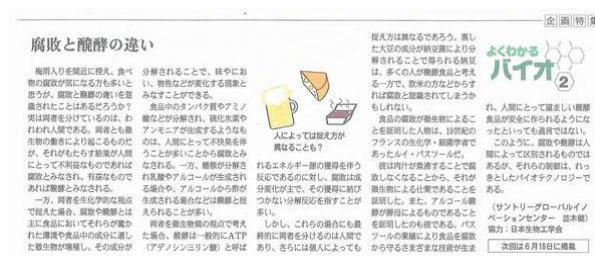 企画特集
腐敗と醗酵の違い
よくわかる
バイオ②
梅雨入りを間近に控え、食べ
物の腐敗が気になる方も多いと
思うが、腐敗と醗酵の違いを意
識されたことはあるだろうか?
実は両者を分けているのは、わ
れわれ人間である。両者とも微
生物の働きにより起こるものだ
が、それがもたらす結果が人間
にとって不利益なものであれば
腐敗とみなされ、有益なもので
あれば醗酵とみなされる。
一方、両者を生化学的な視点
で捉えた場合、腐敗や醗酵とは
主に食品においてそれらが置か
れた環境や食品中の成分に適し
た微生物が増殖し、その成分が
分解されることで、味やにお
い、物性などが変化する現象と
みなすことができる。
食品中のタンパク質やアミノ
酸などが分解され、硫化水素や
アンモニアが生成するようなも
のは、人間にとって不快臭を伴
うことが多いことから腐敗とみ
なされる。一方、糖類が分解さ
れ乳酸やアルコールが生成され
る場合や、アルコールから酢が
生成される場合などは醗酵と捉
えられることが多い。
両者を微生物側の視点で考え
た場合、醗酵は一般的にATP
(アデノシン三リン酸)と呼ば
人によっては捉え方が
異なることも?
れるエネルギー源の獲得を伴う
反応であるのに対し、腐敗は成
分変化が主で、その獲得に結び
つかない分解反応を指すことが
多い。
しかし、これらの場合にも最
終的に両者を分けるのは人間で
あり、さらには個人によっても
捉え方は異なるであろう。蒸し
た大豆の成分が納豆菌により分
解されることで得られる納豆
は、多くの人が醗酵食品と考え
る一方で、欧米の方などからす
れば腐敗と認識されてしまうか
もしれない。
食品の腐敗が微生物によるこ
とを証明した人物は、19世紀の
フランスの生化学・細菌学者で
あったルイ・パスツールだ。
彼は肉汁が煮沸することで腐
敗しなくなることから、それが
微生物による仕業であることを
証明した。また、アルコール醗
酵が酵母によるものであること
を証明したのも彼である。パス
ツールの業績により食品を腐敗
から守るさまざまな技術が生ま
れ、人間にとって望ましい醗酵
食品が安全に作られるようにな
ったといっても過言ではない。
このように、腐敗や醗酵は人
間によって区別されるものでは
あるが、それらの制御は、れっ
きとしたバイオテクノロジーで
ある。
(サントリーグローバルイノ
ベーションセンター 並木健)
協力:日本生物工学会
次回は6月18日に掲載